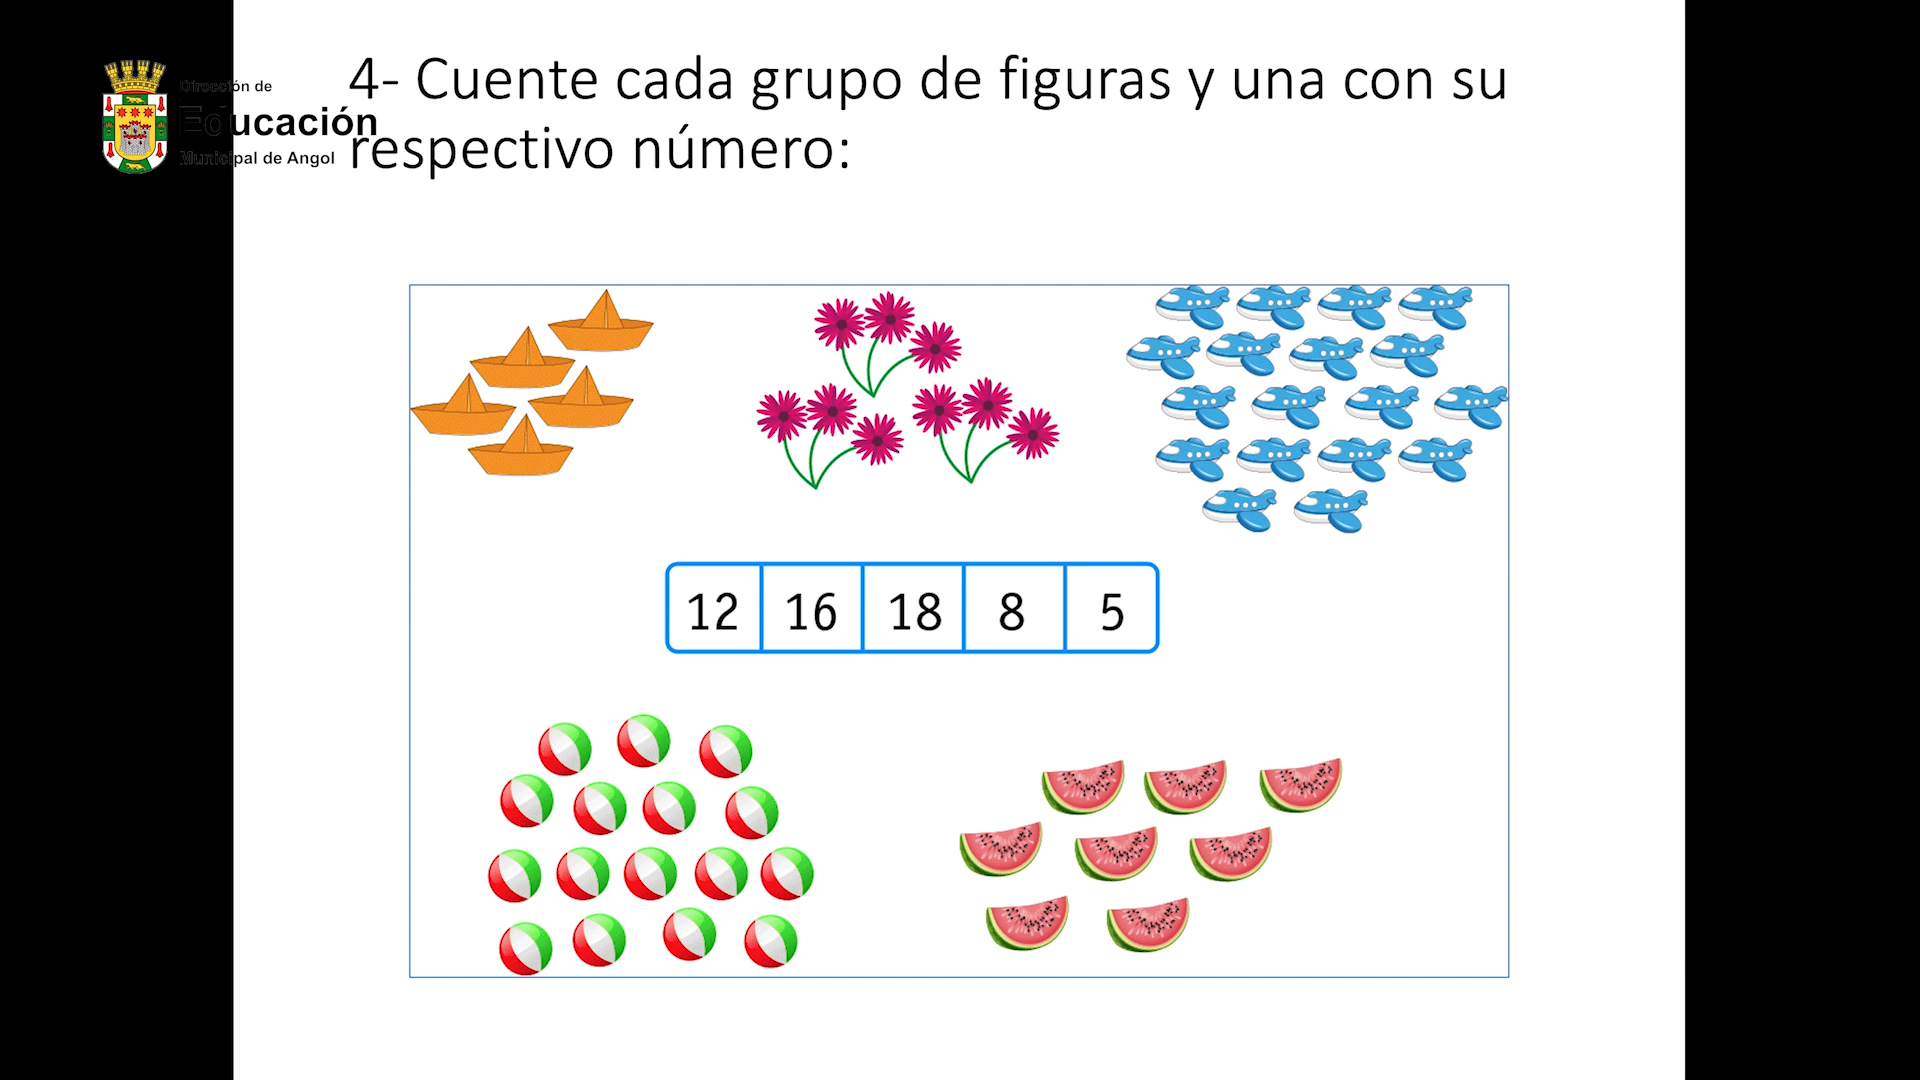 Dirección de
Educación
Municipal de Angol
4- Cuente cada grupo de figuras y una con su
respectivo número:
12 16 18 8 5